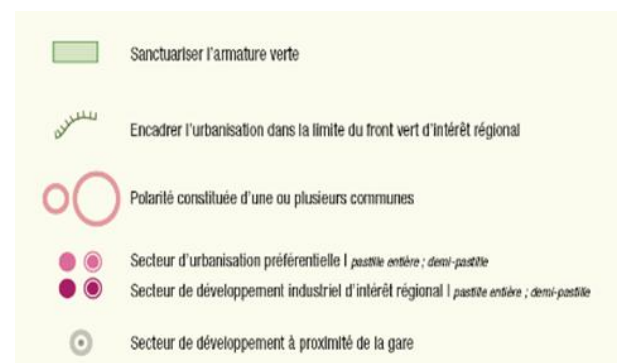 Sanctuariser l'armature verte
Encadrer l'urbanisation dans la limite du front vert d'intérêt régional
Polarité constituée d'une ou plusieurs communes
Secteur d'urbanisation préférentielle | pastille entière ; demi-pastille
Secteur de développement industriel d'intérêt régional | pastille entière ; demi-pastille
Secteur de développement à proximité de la gare